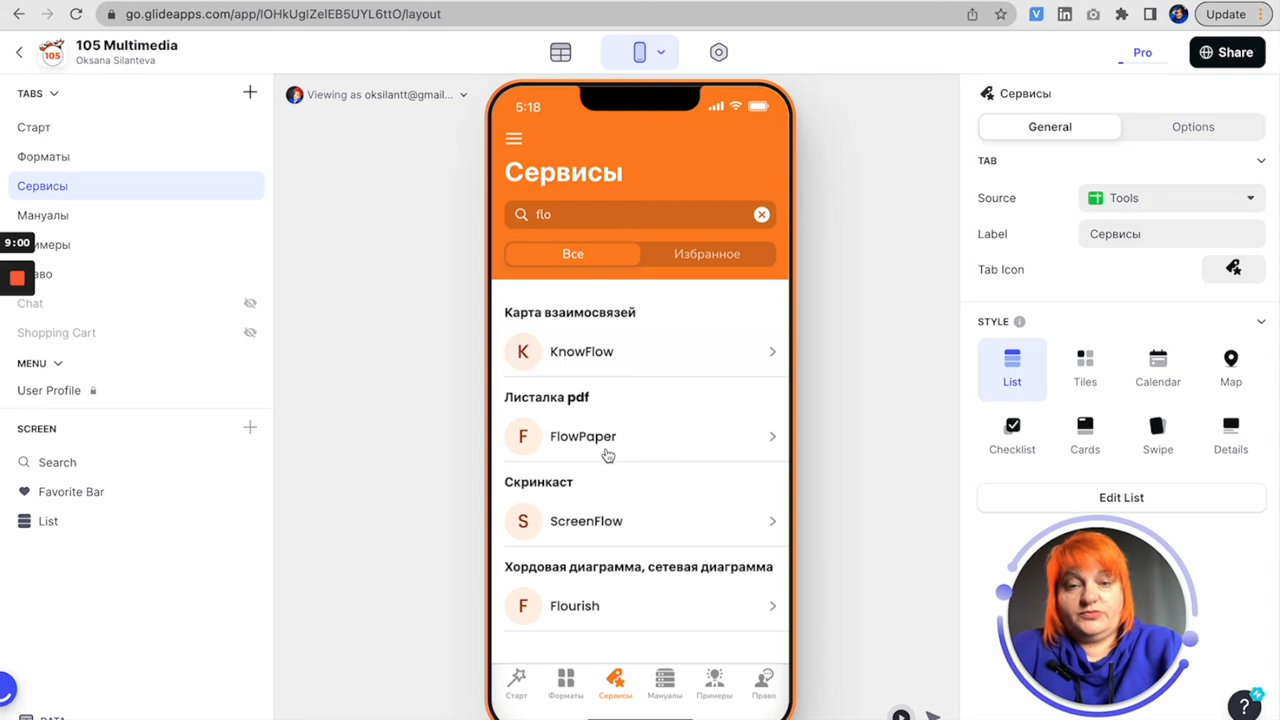 go.glideapps.com/app/lOHkUglZelEB5UYL6ttO/layout
Update
105 Multimedia
Oksana Silanteva
Pro
Share
TABS
Старт
Форматы
Сервисы
Мануалы
9:00
имеры
аво
Chat
Shopping Cart
MENU
User Profile
SCREEN
Search
Favorite Bar
List
Viewing as oksilantt@gmail...
5:18
Сервисы
flo
Все
Избранное
Карта взаимосвязей
K
KnowFlow
Листалка pdf
F
FlowPaper
Скринкаст
S
ScreenFlow
Хордовая диаграмма, сетевая диаграмма
F
Flourish
Старт
Форматы
Сервисы
Мануалы
Примеры
Право
Сервисы
General
Options
TAB
Source
Tools
Label
Сервисы
Tab Icon
STYLE
List
Tiles
Calendar
Map
Checklist
Cards
Swipe
Details
Edit List
?